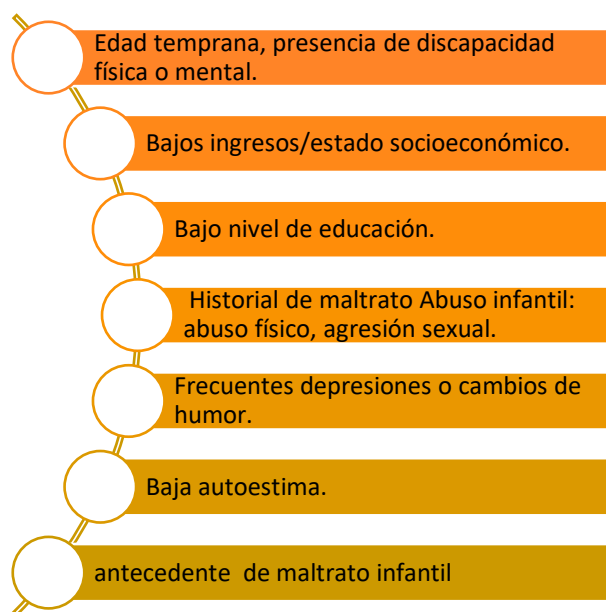 Edad temprana, presencia de discapacidad
física o mental.
Bajos ingresos/estado socioeconómico.
Bajo nivel de educación.
Historial de maltrato Abuso infantil:
abuso físico, agresión sexual.
Frecuentes depresiones o cambios de
humor.
Baja autoestima.
antecedente de maltrato infantil